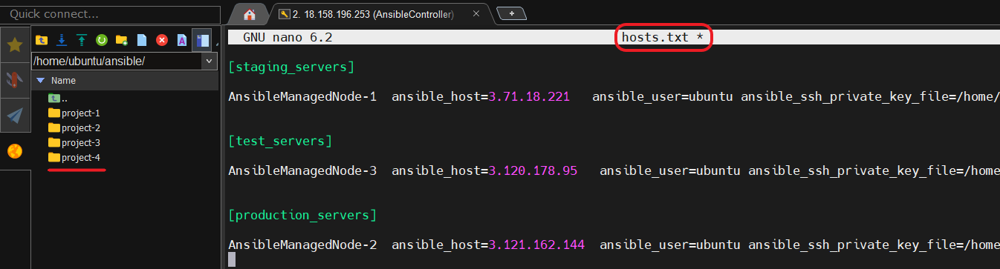 Quick connect...
2. 18.158.196.253 (AnsibleController)
/home/ubuntu/ansible/
Name
..
project-1
project-2
project-3
project-4
GNU nano 6.2 hosts.txt *
[staging_servers]
AnsibleManagedNode-1 ansible_host=3.71.18.221 ansible_user=ubuntu ansible_ssh_private_key_file=/home/
[test_servers]
AnsibleManagedNode-3 ansible_host=3.120.178.95 ansible_user=ubuntu ansible_ssh_private_key_file=/home
[production_servers]
AnsibleManagedNode-2 ansible_host=3.121.162.144 ansible_user=ubuntu ansible_ssh_private_key_file=/home